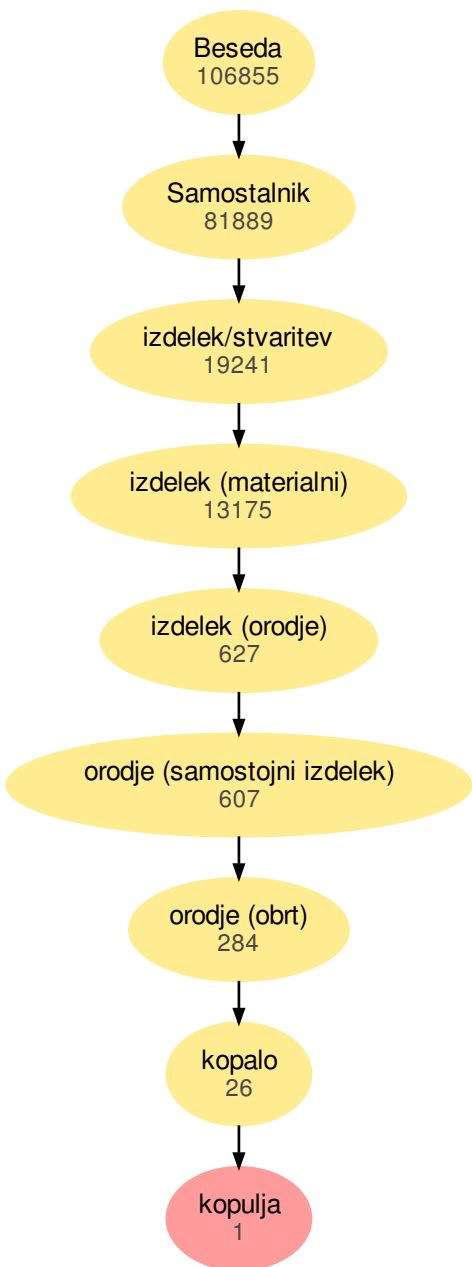 Beseda
106855
Samostalnik
81889
izdelek/stvaritev
19241
izdelek (materialni)
13175
izdelek (orodje)
627
orodje (samostojni izdelek)
607
orodje (obrt)
284
kopalo
26
kopulja
1